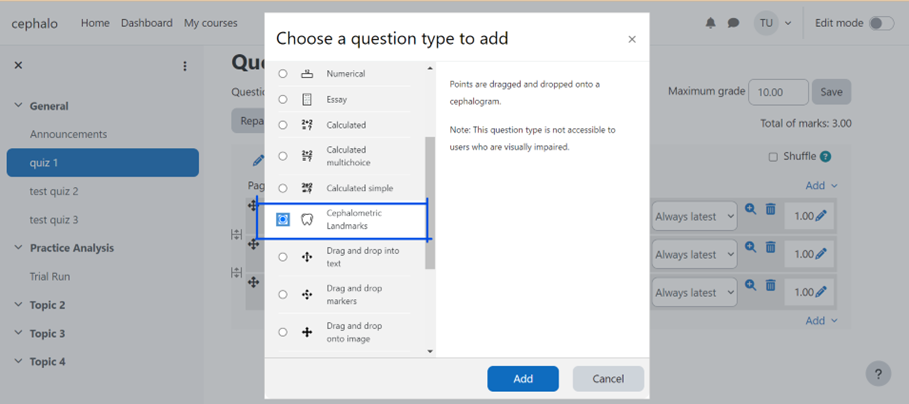 cephalo Home Dashboard My courses TU Edit mode
Choose a question type to add
Numerical
Essay
Calculated
Calculated
multichoice
Calculated simple
Cephalometric
Landmarks
Drag and drop into
text
Drag and drop
markers
Drag and drop
onto image
Points are dragged and dropped onto a
cephalogram.
Note: This question type is not accessible to
users who are visually impaired.
Add Cancel
General
Announcements
quiz 1
test quiz 2
test quiz 3
Practice Analysis
Trial Run
Topic 2
Topic 3
Topic 4
Maximum grade 10.00 Save
Total of marks: 3.00
Shuffle ?
Add
Always latest 1.00
Always latest 1.00
Always latest 1.00
Add
?